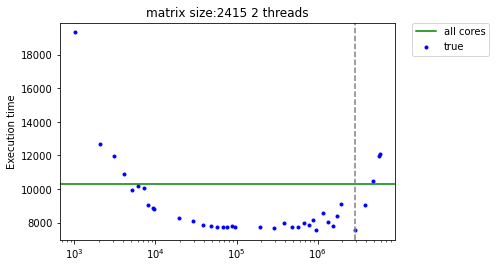 matrix size:2415 2 threads
Execution time
18000
16000
14000
12000
10000
8000
10³
10⁴
10⁵
10⁶
all cores
true